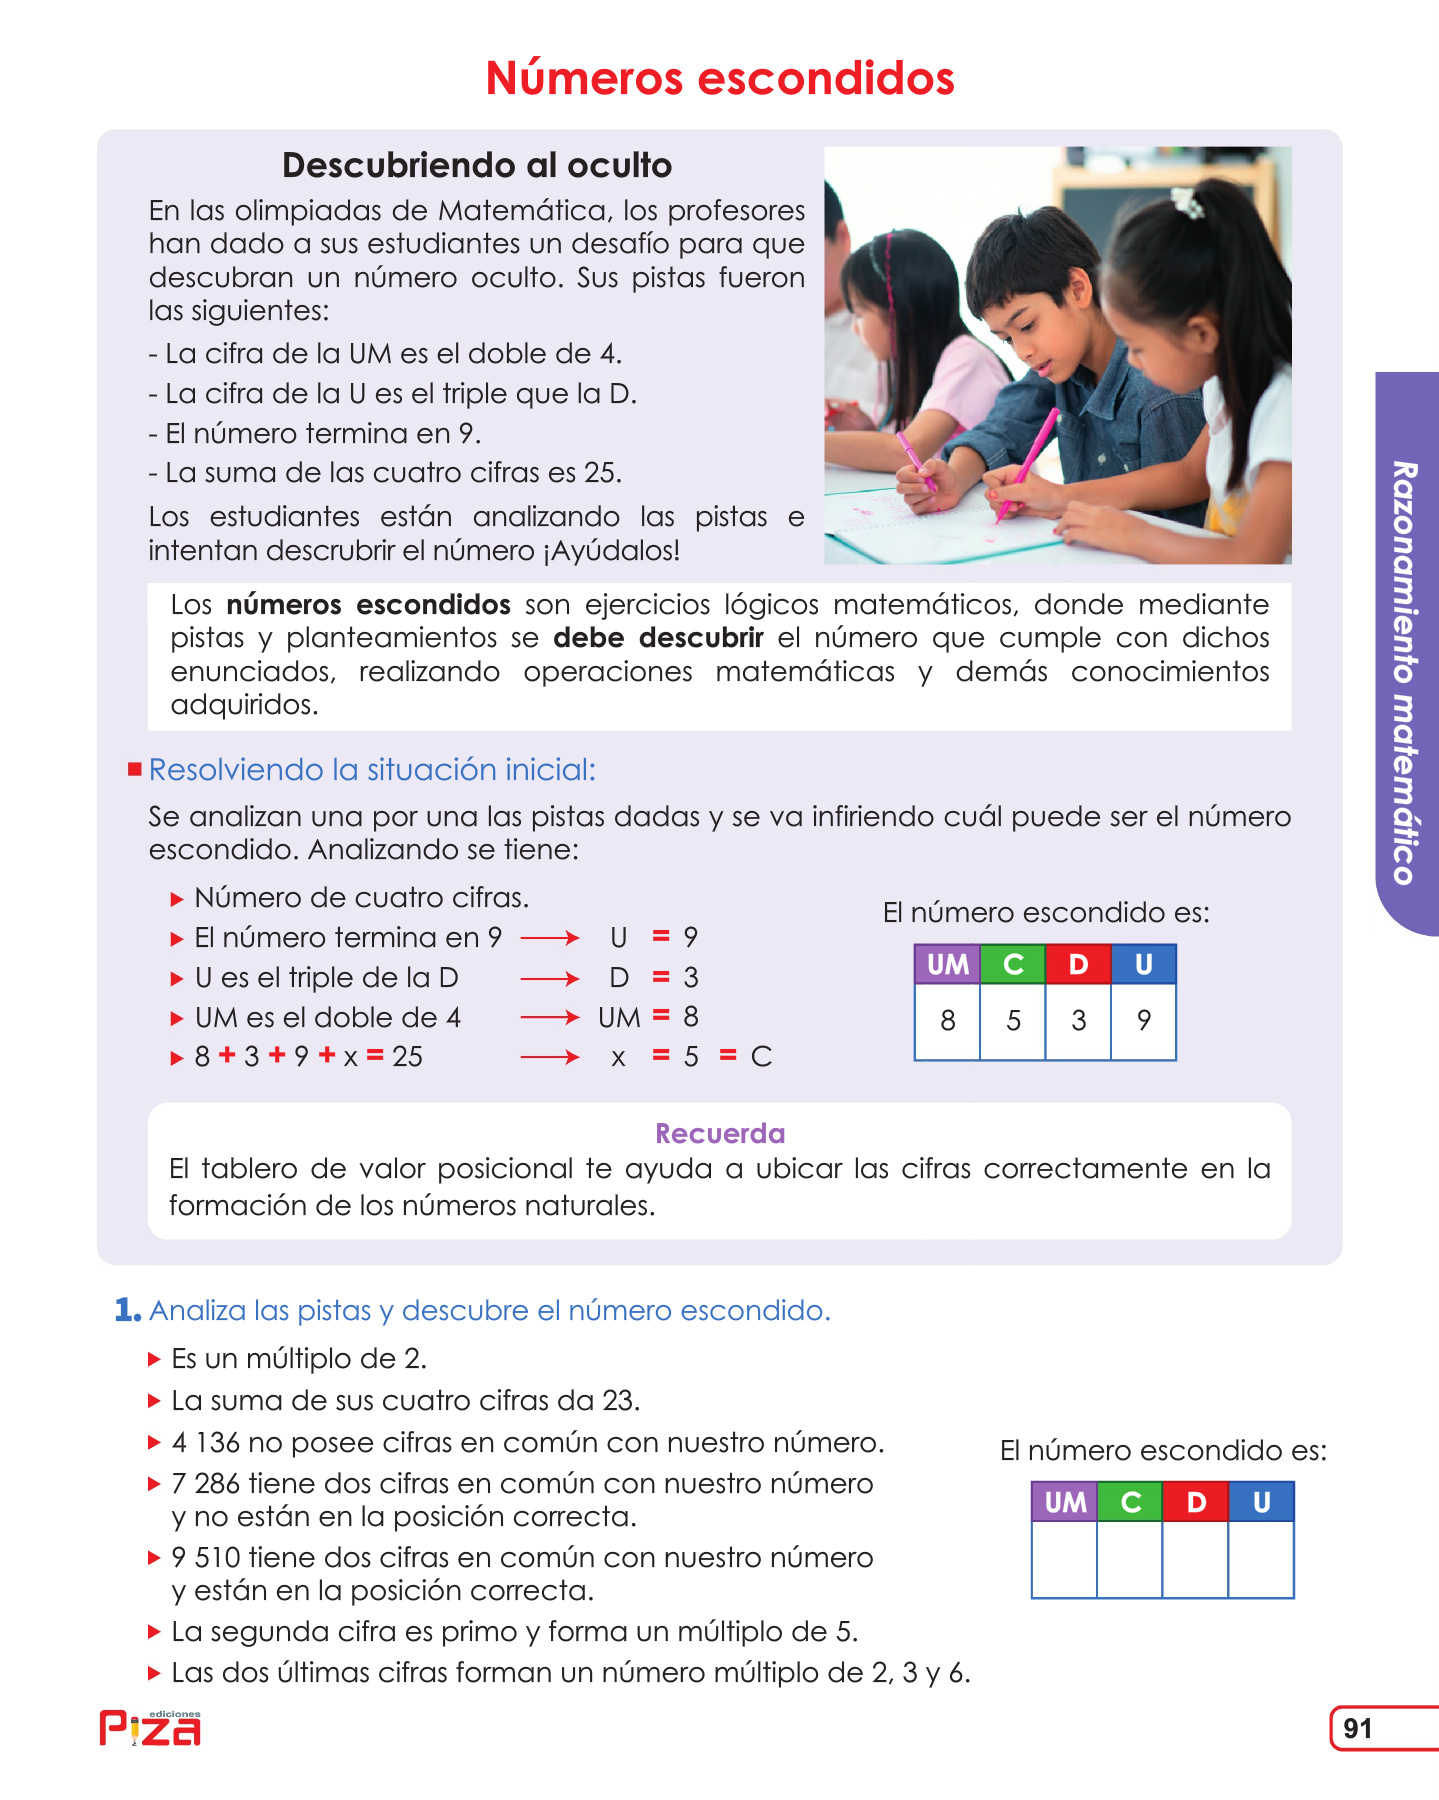 Números escondidos
Descubriendo al oculto
En las olimpiadas de Matemática, los profesores
han dado a sus estudiantes un desafío para que
descubran un número oculto. Sus pistas fueron
las siguientes:
- La cifra de la UM es el doble de 4.
- La cifra de la U es el triple que la D.
- El número termina en 9.
- La suma de las cuatro cifras es 25.
Los estudiantes están analizando las pistas e
intentan descrubrir el número ¡Ayúdalos!
Los números escondidos son ejercicios lógicos matemáticos, donde mediante
pistas y planteamientos se debe descubrir el número que cumple con dichos
enunciados, realizando operaciones matemáticas y demás conocimientos
adquiridos.
Resolviendo la situación inicial:
Se analizan una por una las pistas dadas y se va infiriendo cuál puede ser el número
escondido. Analizando se tiene:
Número de cuatro cifras.
El número termina en 9 → U = 9
U es el triple de la D → D = 3
UM es el doble de 4 → UM = 8
8 + 3 + 9 + x = 25 → x = 5 = C
El número escondido es:
UM C D U
8 5 3 9
Recuerda
El tablero de valor posicional te ayuda a ubicar las cifras correctamente en la
formación de los números naturales.
1. Analiza las pistas y descubre el número escondido.
Es un múltiplo de 2.
La suma de sus cuatro cifras da 23.
4 136 no posee cifras en común con nuestro número.
7 286 tiene dos cifras en común con nuestro número
y no están en la posición correcta.
9 510 tiene dos cifras en común con nuestro número
y están en la posición correcta.
La segunda cifra es primo y forma un múltiplo de 5.
Las dos últimas cifras forman un número múltiplo de 2, 3 y 6.
El número escondido es:
UM C D U
Razonamiento matemático
ediciones
Piza
91